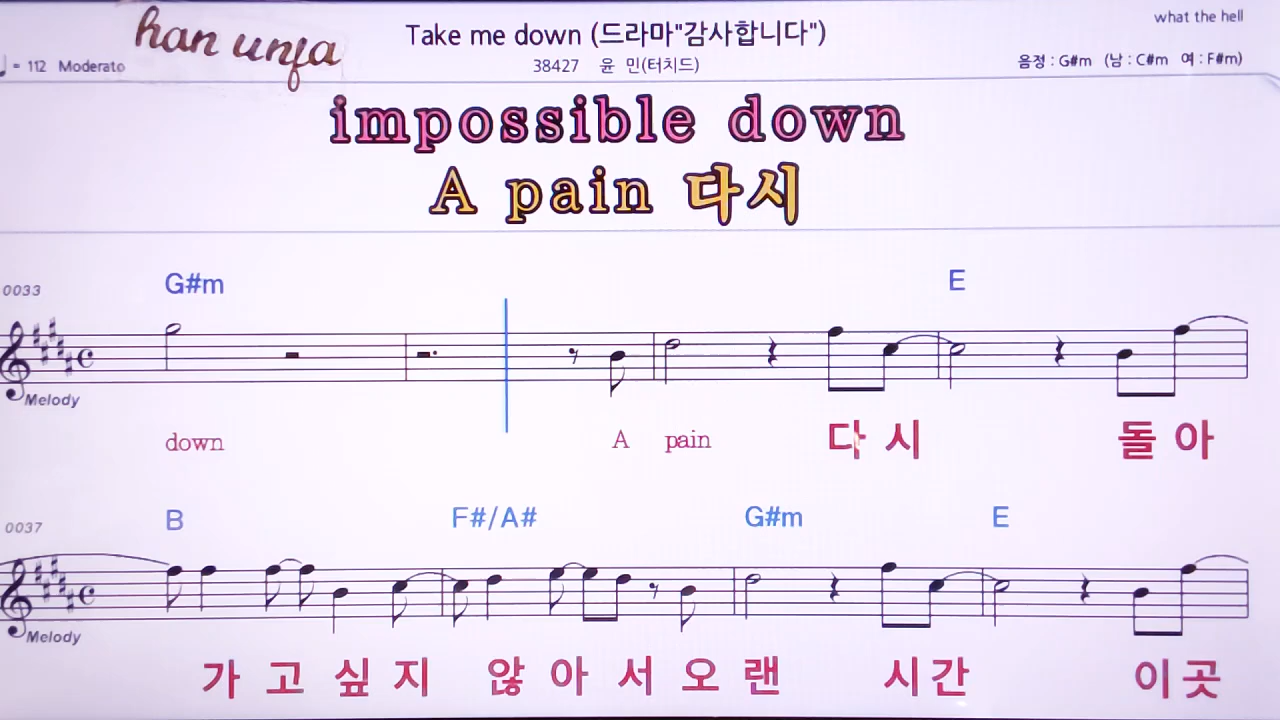 what the hell
han unfa
Take me down (드라마"감사합니다")
= 112 Moderato
38427 윤 민(터치드)
음정 : G#m (남 : C#m 여 : F#m)
impossible down
A pain 다시
0033
G#m E
Melody
down A pain 다 시 돌 아
0037
B F#/A# G#m E
Melody
가 고 싶 지 않 아 서 오 랜 시 간 이 곳